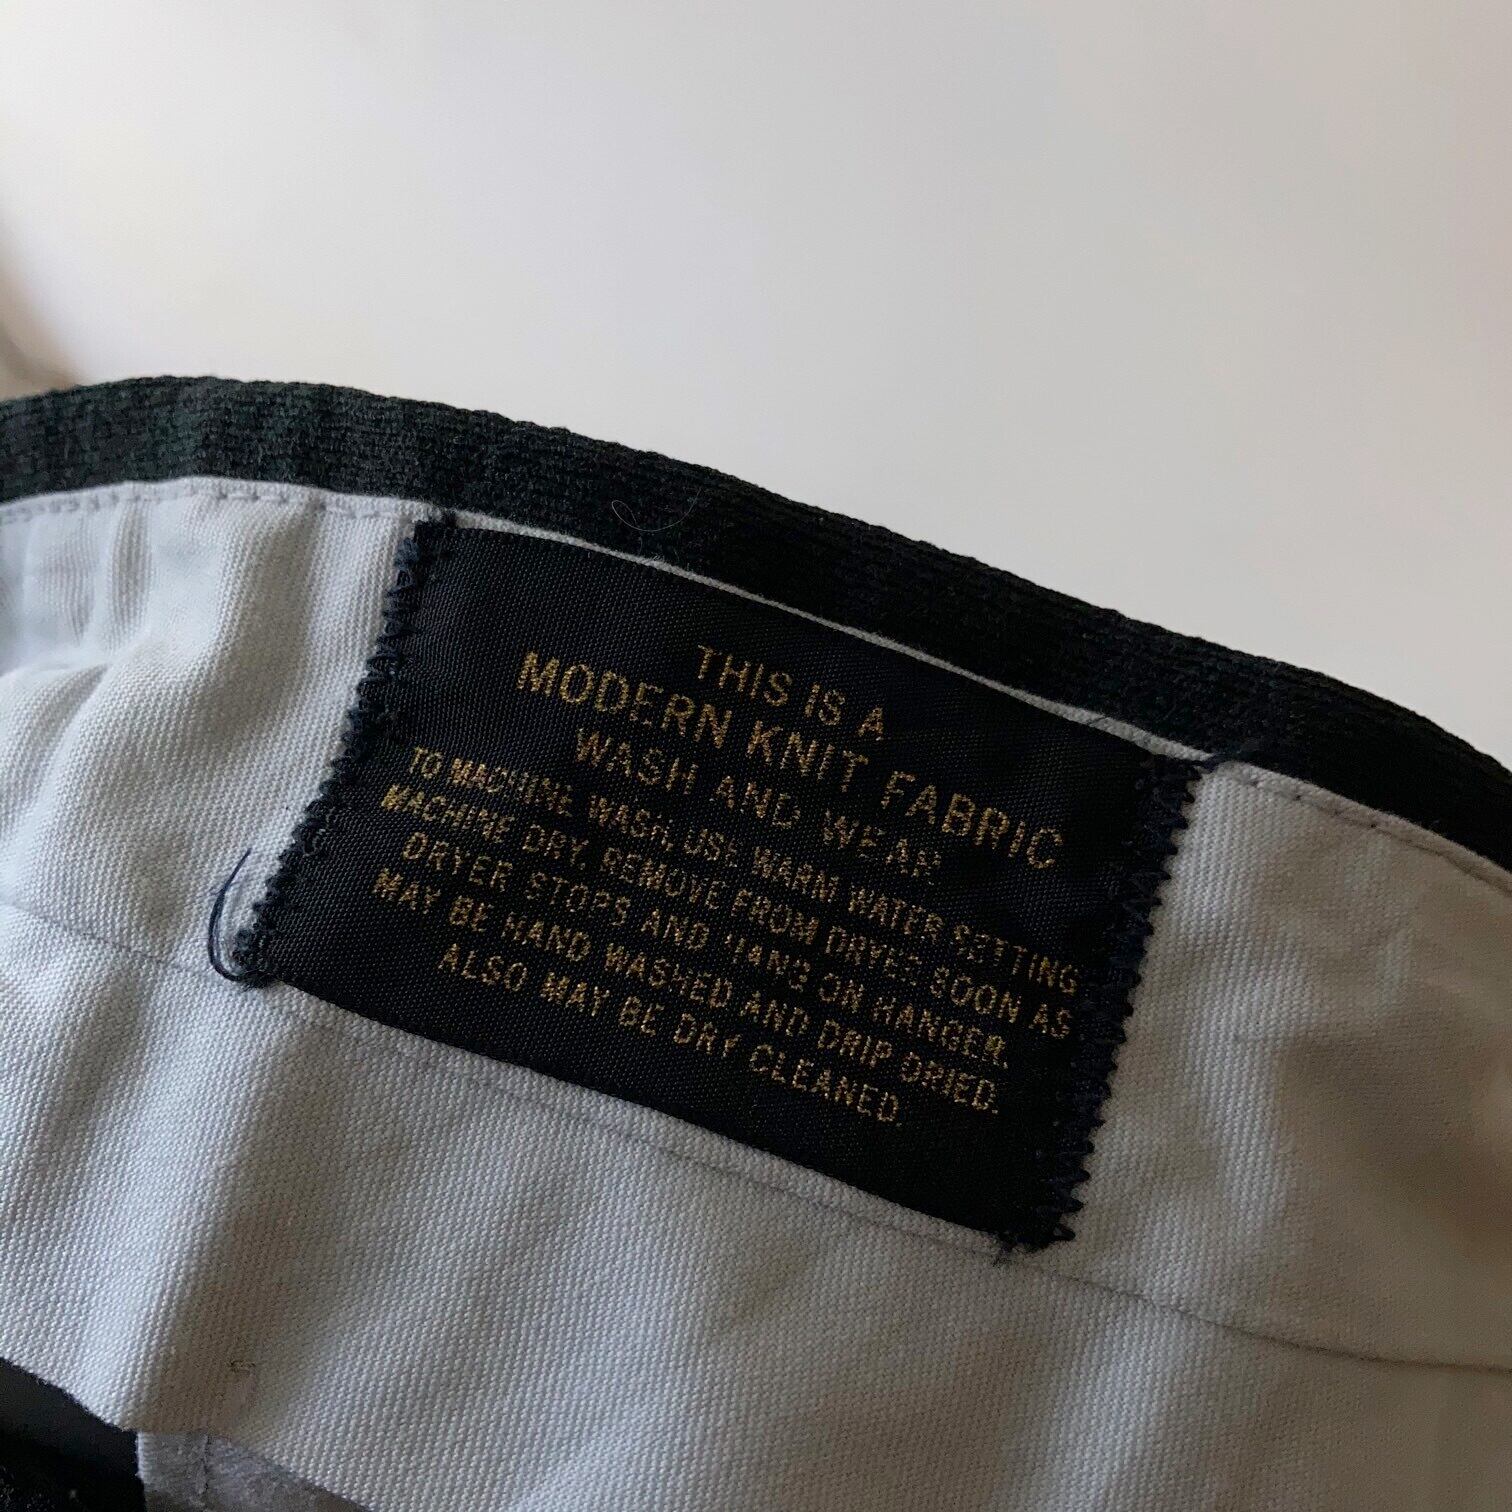 THIS IS A
MODERN KNIT FABRIC
WASH AND WEAR
TO MACHINE WASH, USE WARM WATER SETTING
MACHINE DRY. REMOVE FROM DRYER SOON AS
DRYER STOPS AND HANG ON HANGER.
MAY BE HAND WASHED AND DRIP DRIED.
ALSO MAY BE DRY CLEANED.